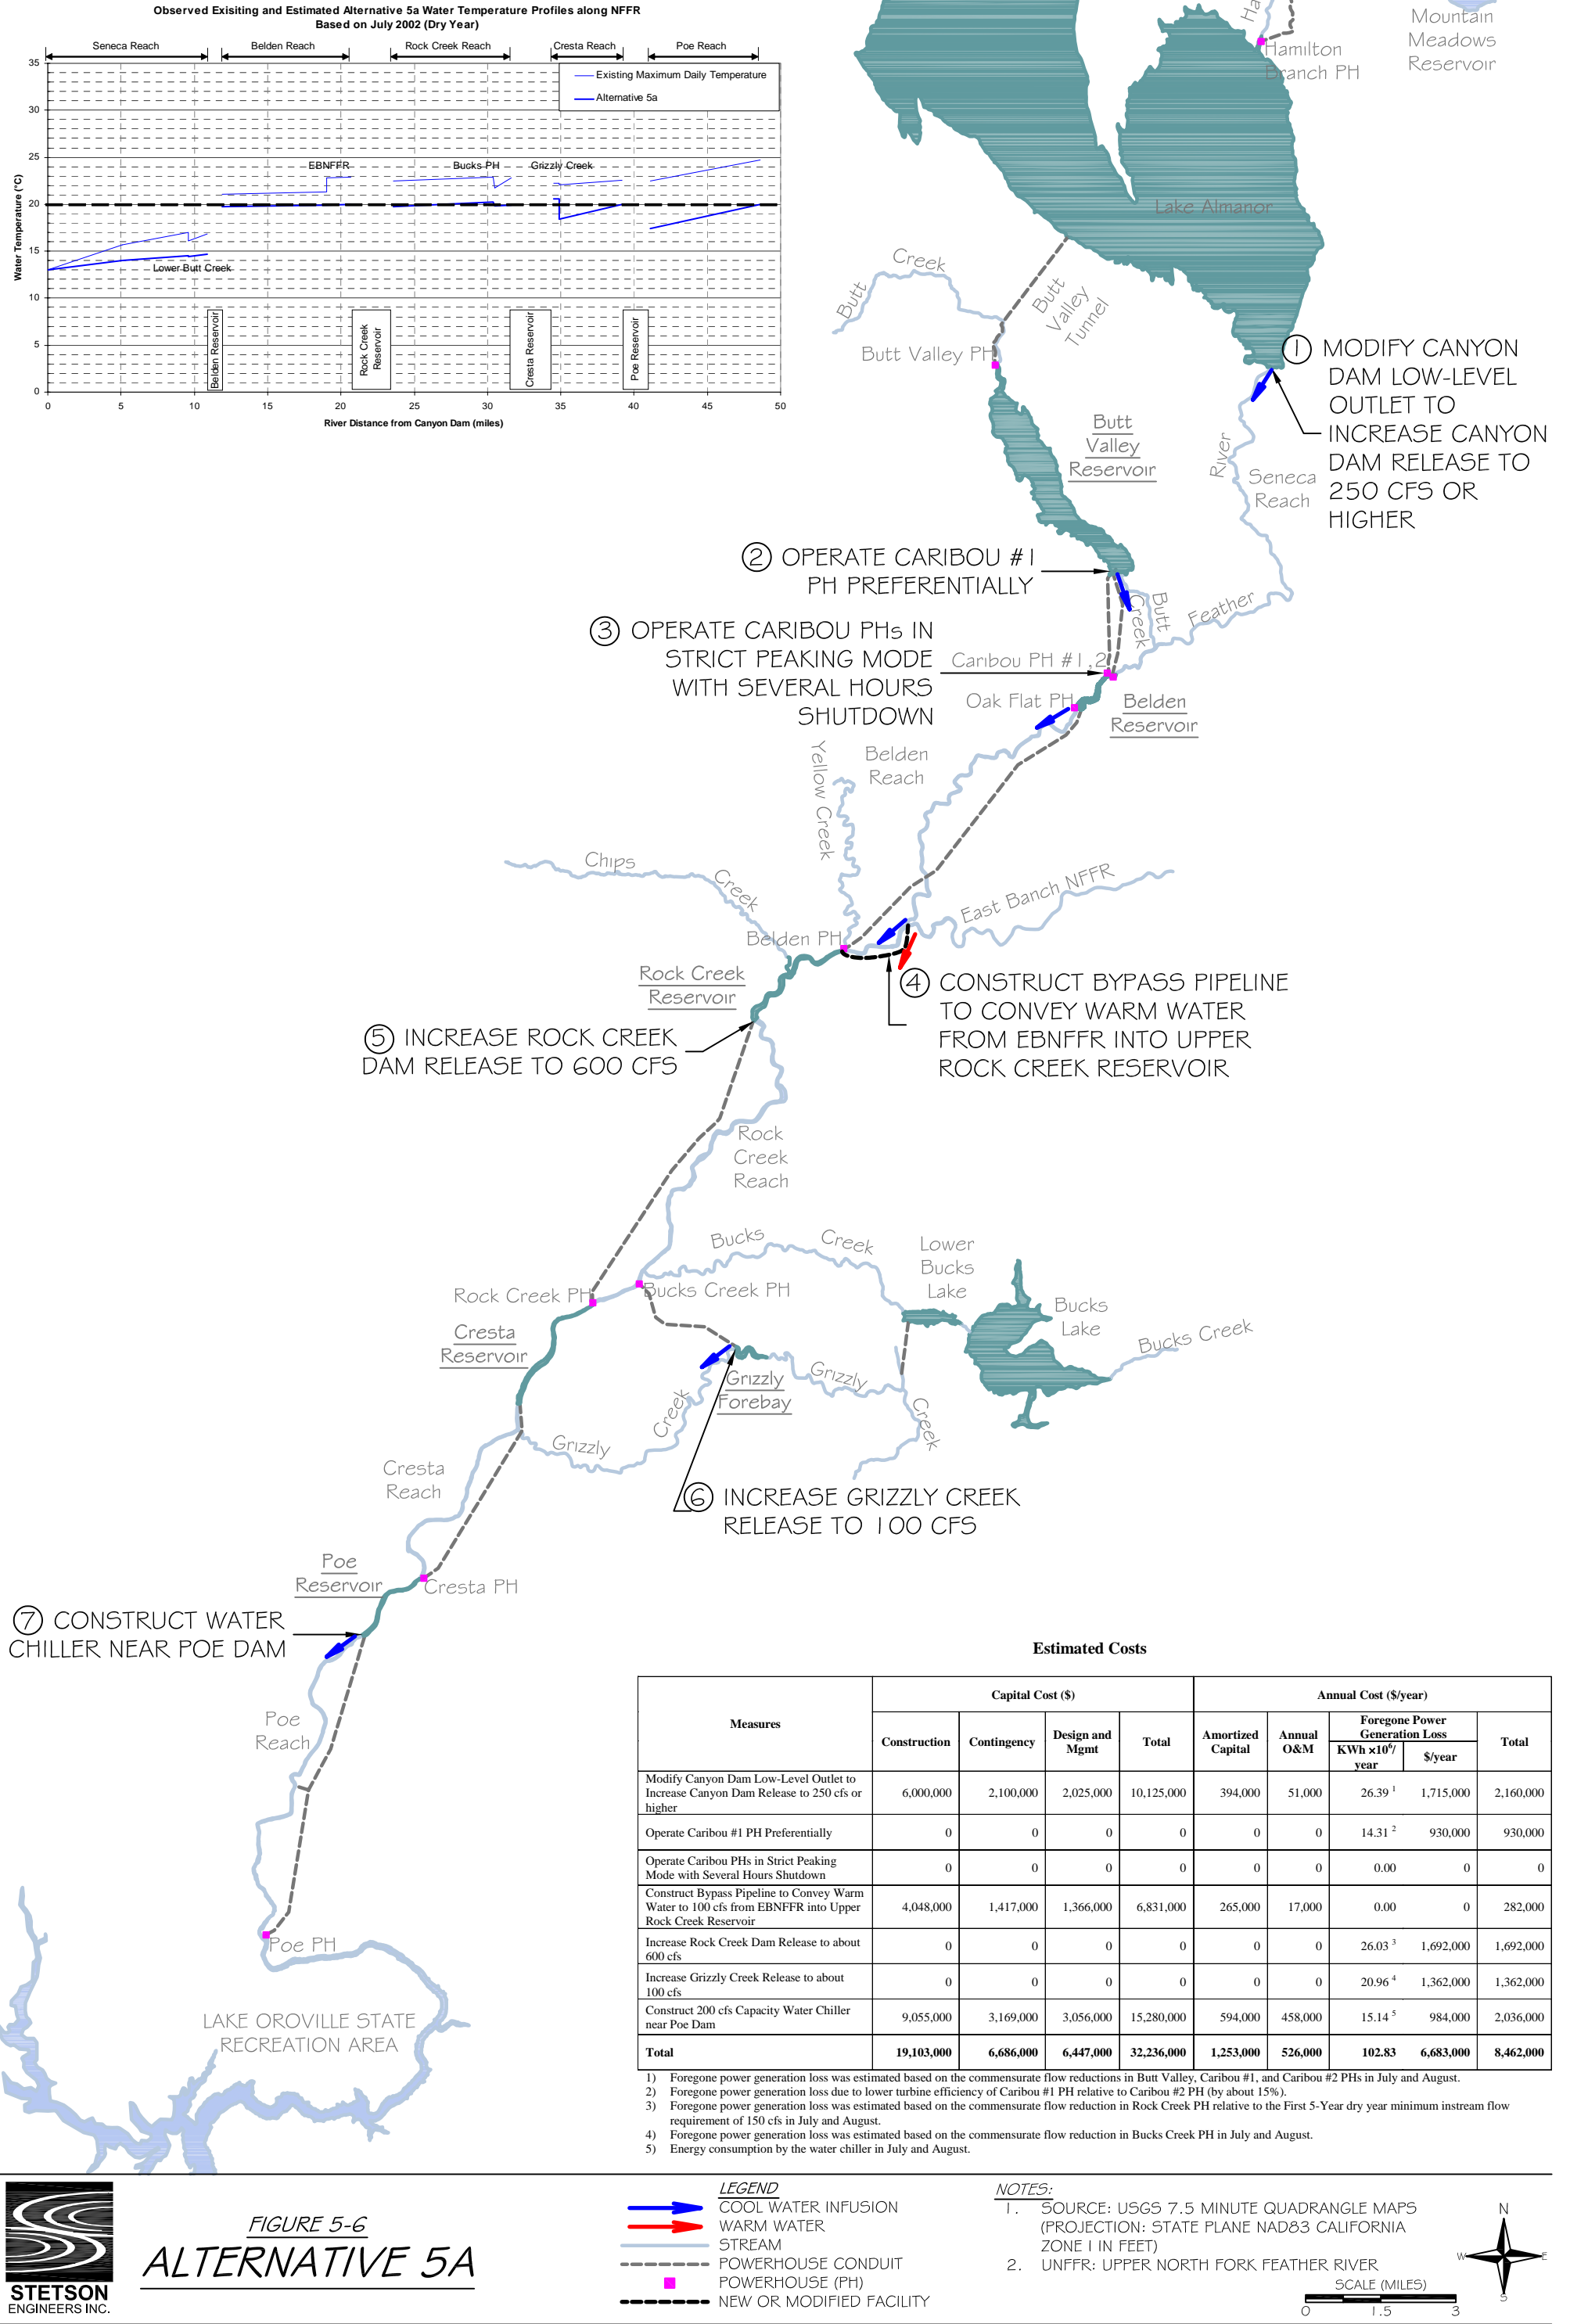 Observed Exisiting and Estimated Alternative 5a Water Temperature Profiles along NFFR
Based on July 2002 (Dry Year)
Seneca Reach
Belden Reach
Rock Creek Reach
Cresta Reach
Poe Reach
Existing Maximum Daily Temperature
Alternative 5a
EBNFFR
Bucks PH
Grizzly Creek
Lower Butt Creek
Belden Reservoir
Rock Creek
Reservoir
Cresta Reservoir
Poe Reservoir
35
30
25
20
15
10
5
0
Water Temperature (°C)
0 5 10 15 20 25 30 35 40 45 50
River Distance from Canyon Dam (miles)
Hamilton
Branch PH
Mountain
Meadows
Reservoir
Lake Almanor
Butt
Creek
Butt
Valley
Tunnel
Butt Valley PH
Butt
Valley
Reservoir
River
Seneca
Reach
1 MODIFY CANYON
DAM LOW-LEVEL
OUTLET TO
INCREASE CANYON
DAM RELEASE TO
250 CFS OR
HIGHER
2 OPERATE CARIBOU #1
PH PREFERENTIALLY
Butt
Creek
Feather
3 OPERATE CARIBOU PHs IN
STRICT PEAKING MODE
WITH SEVERAL HOURS
SHUTDOWN
Caribou PH #1,2
Oak Flat PH
Belden
Reservoir
Belden
Reach
Yellow Creek
Chips
Creek
East Banch NFFR
Belden PH
Rock Creek
Reservoir
4 CONSTRUCT BYPASS PIPELINE
TO CONVEY WARM WATER
FROM EBNFFR INTO UPPER
ROCK CREEK RESERVOIR
5 INCREASE ROCK CREEK
DAM RELEASE TO 600 CFS
Rock
Creek
Reach
Bucks
Creek
Lower
Bucks
Lake
Rock Creek PH
Bucks Creek PH
Bucks
Lake
Bucks Creek
Cresta
Reservoir
Grizzly
Forebay
Grizzly
Creek
Creek
Grizzly
Cresta
Reach
6 INCREASE GRIZZLY CREEK
RELEASE TO 100 CFS
Poe
Reservoir
Cresta PH
7 CONSTRUCT WATER
CHILLER NEAR POE DAM
Poe
Reach
Poe PH
LAKE OROVILLE STATE
RECREATION AREA
Estimated Costs
Measures
Capital Cost ($)
Annual Cost ($/year)
Construction
Contingency
Design and
Mgmt
Total
Amortized
Capital
Annual
O&M
Foregone Power
Generation Loss
KWh ×10⁶/
year
$/year
Total
Modify Canyon Dam Low-Level Outlet to
Increase Canyon Dam Release to 250 cfs or
higher
6,000,000 2,100,000 2,025,000 10,125,000 394,000 51,000 26.39 ¹ 1,715,000 2,160,000
Operate Caribou #1 PH Preferentially
0 0 0 0 0 0 14.31 ² 930,000 930,000
Operate Caribou PHs in Strict Peaking
Mode with Several Hours Shutdown
0 0 0 0 0 0 0.00 0 0
Construct Bypass Pipeline to Convey Warm
Water to 100 cfs from EBNFFR into Upper
Rock Creek Reservoir
4,048,000 1,417,000 1,366,000 6,831,000 265,000 17,000 0.00 0 282,000
Increase Rock Creek Dam Release to about
600 cfs
0 0 0 0 0 0 26.03 ³ 1,692,000 1,692,000
Increase Grizzly Creek Release to about
100 cfs
0 0 0 0 0 0 20.96 ⁴ 1,362,000 1,362,000
Construct 200 cfs Capacity Water Chiller
near Poe Dam
9,055,000 3,169,000 3,056,000 15,280,000 594,000 458,000 15.14 ⁵ 984,000 2,036,000
Total 19,103,000 6,686,000 6,447,000 32,236,000 1,253,000 526,000 102.83 6,683,000 8,462,000
1) Foregone power generation loss was estimated based on the commensurate flow reductions in Butt Valley, Caribou #1, and Caribou #2 PHs in July and August.
2) Foregone power generation loss due to lower turbine efficiency of Caribou #1 PH relative to Caribou #2 PH (by about 15%).
3) Foregone power generation loss was estimated based on the commensurate flow reduction in Rock Creek PH relative to the First 5-Year dry year minimum instream flow
requirement of 150 cfs in July and August.
4) Foregone power generation loss was estimated based on the commensurate flow reduction in Bucks Creek PH in July and August.
5) Energy consumption by the water chiller in July and August.
STETSON
ENGINEERS INC.
FIGURE 5-6
ALTERNATIVE 5A
LEGEND
COOL WATER INFUSION
WARM WATER
STREAM
POWERHOUSE CONDUIT
POWERHOUSE (PH)
NEW OR MODIFIED FACILITY
NOTES:
1. SOURCE: USGS 7.5 MINUTE QUADRANGLE MAPS
(PROJECTION: STATE PLANE NAD83 CALIFORNIA
ZONE 1 IN FEET)
2. UNFFR: UPPER NORTH FORK FEATHER RIVER
N
W
E
S
SCALE (MILES)
0 1.5 3